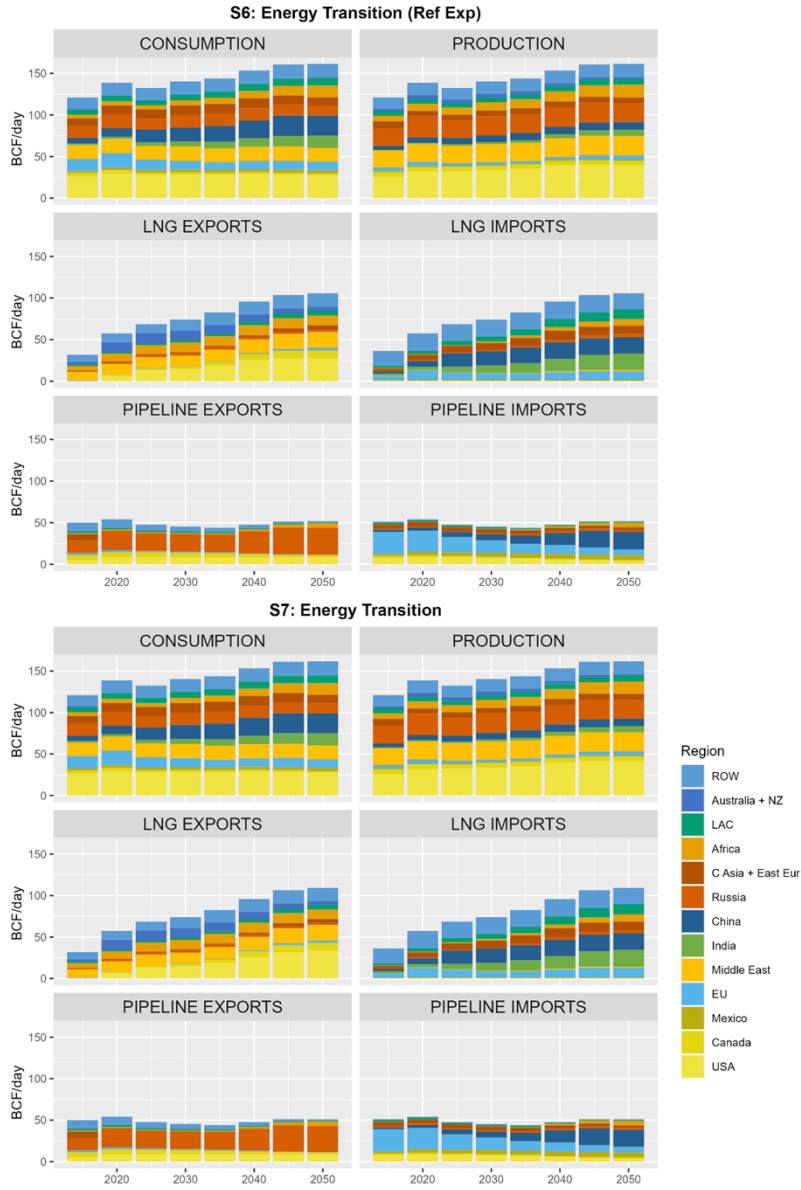 S6: Energy Transition (Ref Exp)
CONSUMPTION
PRODUCTION
BCF/day
150
100
50
0
LNG EXPORTS
LNG IMPORTS
BCF/day
150
100
50
0
PIPELINE EXPORTS
PIPELINE IMPORTS
BCF/day
150
100
50
0
2020 2030 2040 2050
2020 2030 2040 2050
S7: Energy Transition
CONSUMPTION
PRODUCTION
BCF/day
150
100
50
0
LNG EXPORTS
LNG IMPORTS
BCF/day
150
100
50
0
PIPELINE EXPORTS
PIPELINE IMPORTS
BCF/day
150
100
50
0
2020 2030 2040 2050
2020 2030 2040 2050
Region
ROW
Australia + NZ
LAC
Africa
C Asia + East Eur
Russia
China
India
Middle East
EU
Mexico
Canada
USA